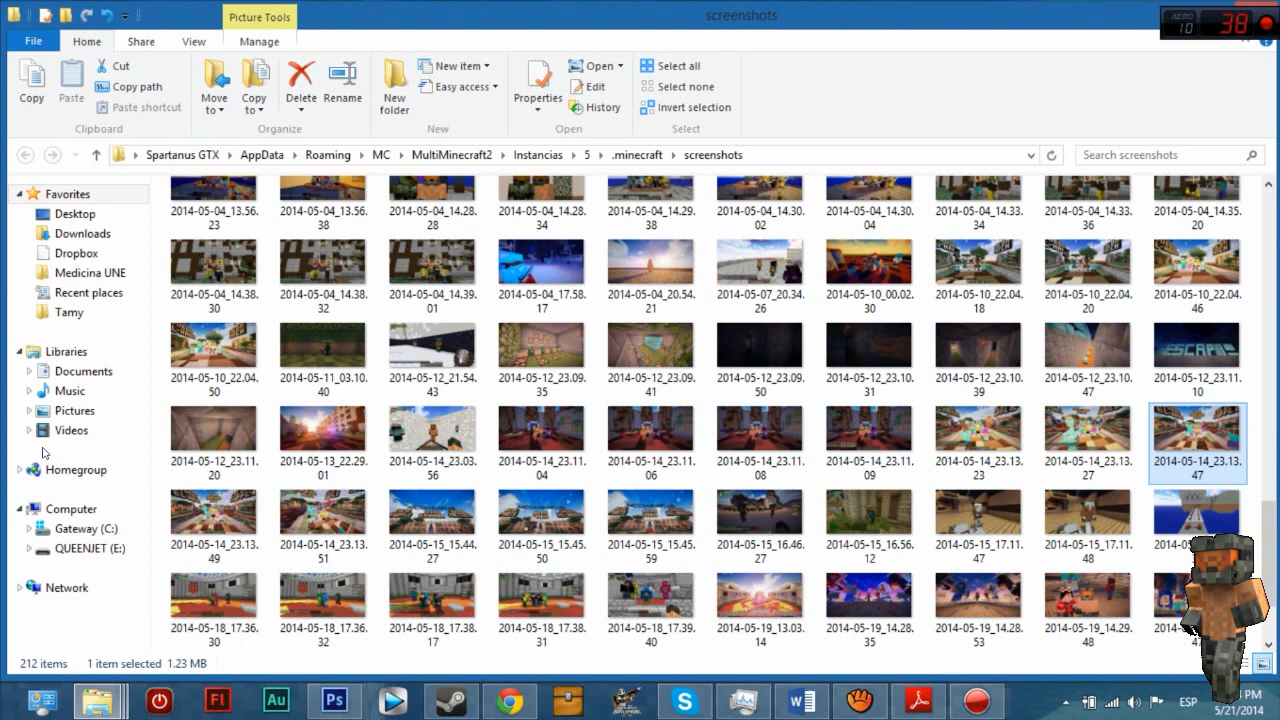 screenshots
Picture Tools
AERO
10
38
File
Home
Share
View
Manage
Copy
Paste
Cut
Copy path
Paste shortcut
Clipboard
Move to
Copy to
Delete
Rename
Organize
New folder
New item
Easy access
New
Properties
Open
Edit
History
Open
Select all
Select none
Invert selection
Select
Spartanus GTX
AppData
Roaming
MC
MultiMinecraft2
Instancias
5
.minecraft
screenshots
Search screenshots
Favorites
Desktop
Downloads
Dropbox
Medicina UNE
Recent places
Tamy
Libraries
Documents
Music
Pictures
Videos
Homegroup
Computer
Gateway (C:)
QUEENJET (E:)
Network
2014-05-04_13.56.23
2014-05-04_13.56.38
2014-05-04_14.28.28
2014-05-04_14.28.34
2014-05-04_14.29.38
2014-05-04_14.30.02
2014-05-04_14.30.04
2014-05-04_14.33.34
2014-05-04_14.33.36
2014-05-04_14.35.20
2014-05-04_14.38.30
2014-05-04_14.38.32
2014-05-04_14.39.01
2014-05-04_17.58.17
2014-05-04_20.54.21
2014-05-07_20.34.26
2014-05-10_00.02.30
2014-05-10_22.04.18
2014-05-10_22.04.20
2014-05-10_22.04.46
2014-05-10_22.04.50
2014-05-11_03.10.40
2014-05-12_21.54.43
2014-05-12_23.09.35
2014-05-12_23.09.41
2014-05-12_23.09.50
2014-05-12_23.10.31
2014-05-12_23.10.39
2014-05-12_23.10.47
ESCAPA
2014-05-12_23.11.10
2014-05-12_23.11.20
2014-05-13_22.29.01
2014-05-14_23.03.56
2014-05-14_23.11.04
2014-05-14_23.11.06
2014-05-14_23.11.08
2014-05-14_23.11.09
2014-05-14_23.13.23
2014-05-14_23.13.27
2014-05-14_23.13.47
2014-05-14_23.13.49
2014-05-14_23.13.51
2014-05-15_15.44.27
2014-05-15_15.45.50
2014-05-15_15.45.59
2014-05-15_16.46.27
2014-05-15_16.56.12
2014-05-15_17.11.47
2014-05-15_17.11.48
2014-05-18_17.36.30
2014-05-18_17.36.32
2014-05-18_17.38.17
2014-05-18_17.38.31
2014-05-18_17.39.40
2014-05-19_13.03.14
2014-05-19_14.28.35
2014-05-19_14.28.53
2014-05-19_14.29.48
212 items
1 item selected 1.23 MB
Fl
Au
Ps
ESP
PM
5/21/2014